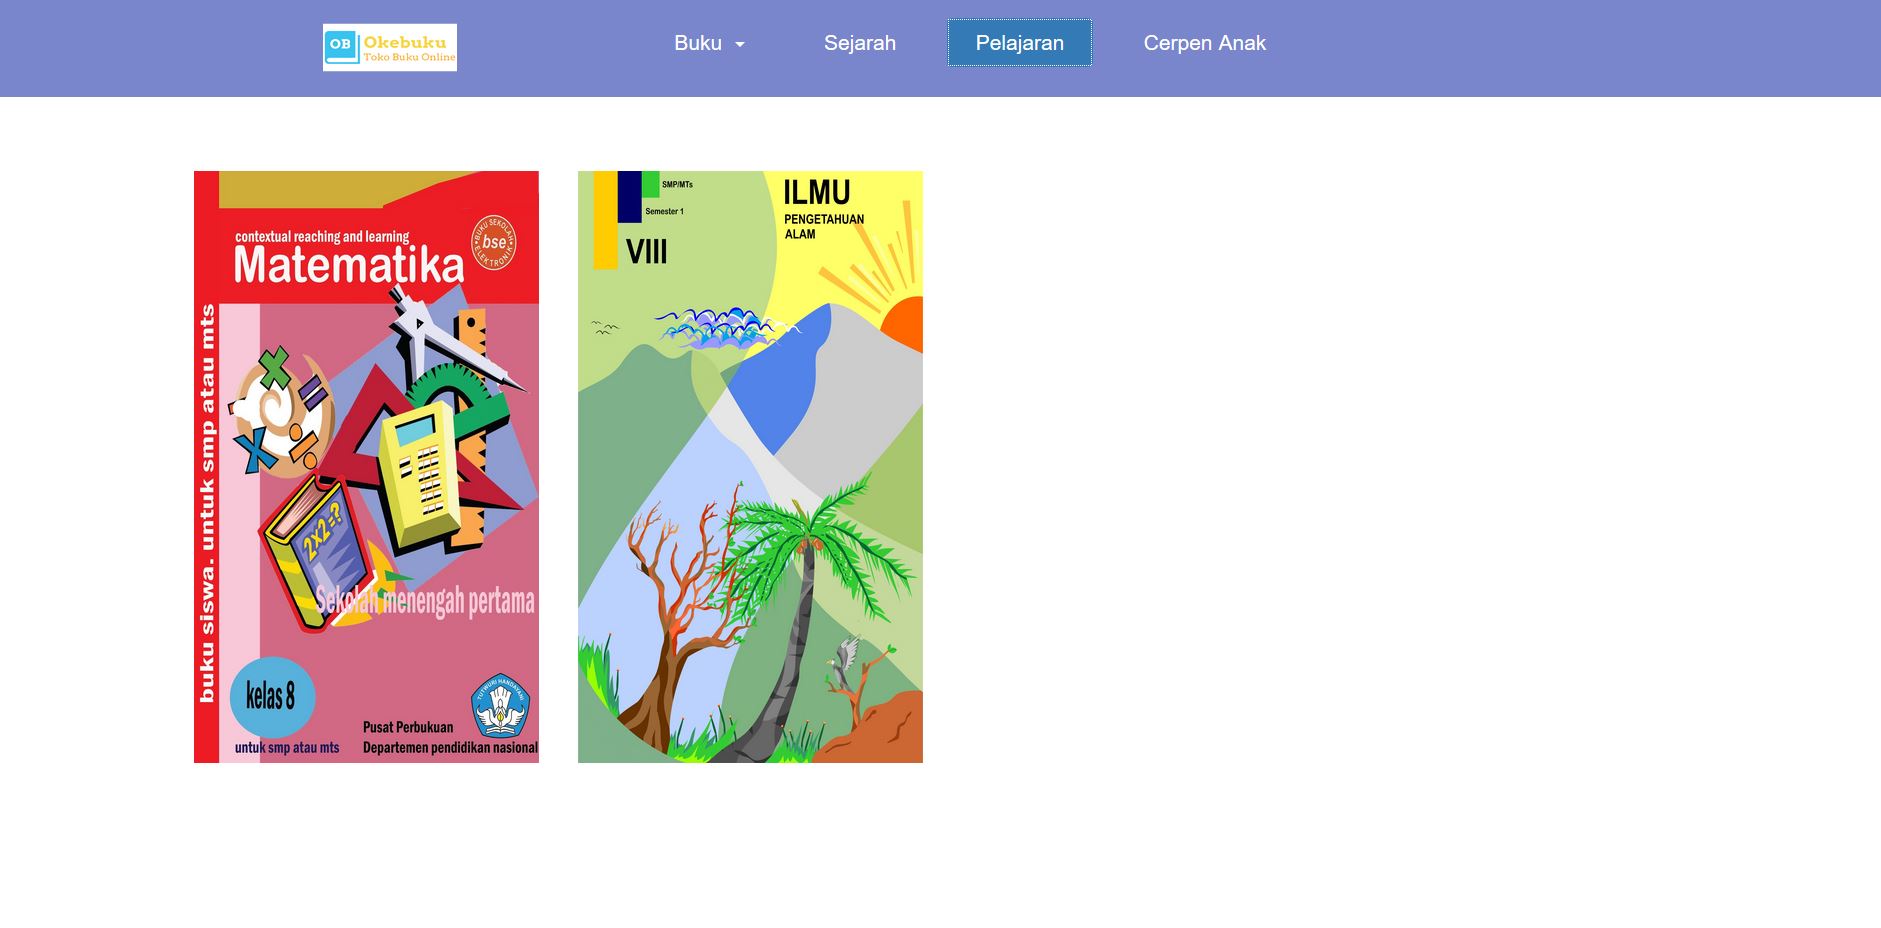 OB
Okebuku
Toko Buku Online
Buku
Sejarah
Pelajaran
Cerpen Anak
contextual reaching and learning
Matematika
BUKU SEKOLAH
bse
ELEKTRONIK
buku siswa. untuk smp atau mts
2x2=?
Sekolah menengah pertama
kelas 8
untuk smp atau mts
TUTWURI HANDAYANI
Pusat Perbukuan
Departemen pendidikan nasional
SMP/MTs
Semester 1
VIII
ILMU
PENGETAHUAN
ALAM